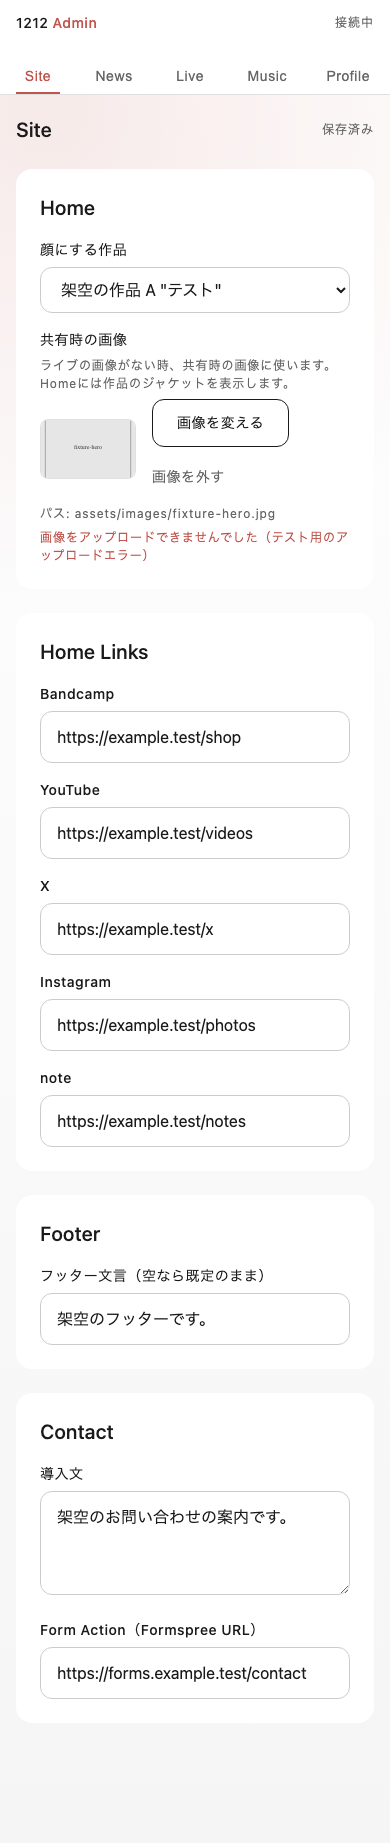 1212 Admin
接続中
Site
News
Live
Music
Profile
Site
保存済み
Home
顔にする作品
架空の作品 A "テスト"
共有時の画像
ライブの画像がない時、共有時の画像に使います。
Homeには作品のジャケットを表示します。
fixture-hero
画像を変える
画像を外す
パス: assets/images/fixture-hero.jpg
画像をアップロードできませんでした（テスト用のア
ップロードエラー）
Home Links
Bandcamp
https://example.test/shop
YouTube
https://example.test/videos
X
https://example.test/x
Instagram
https://example.test/photos
note
https://example.test/notes
Footer
フッター文言（空なら既定のまま）
架空のフッターです。
Contact
導入文
架空のお問い合わせの案内です。
Form Action（Formspree URL）
https://forms.example.test/contact